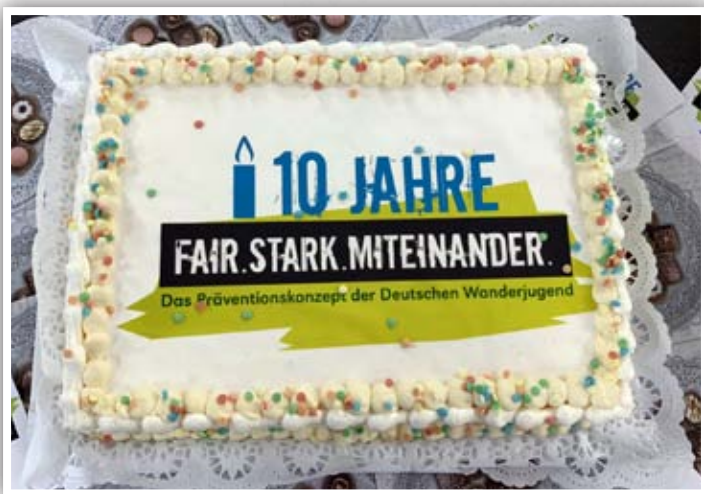 10 JAHRE
FAIR.STARK.MITEINANDER.
Das Präventionskonzept der Deutschen Wanderjugend